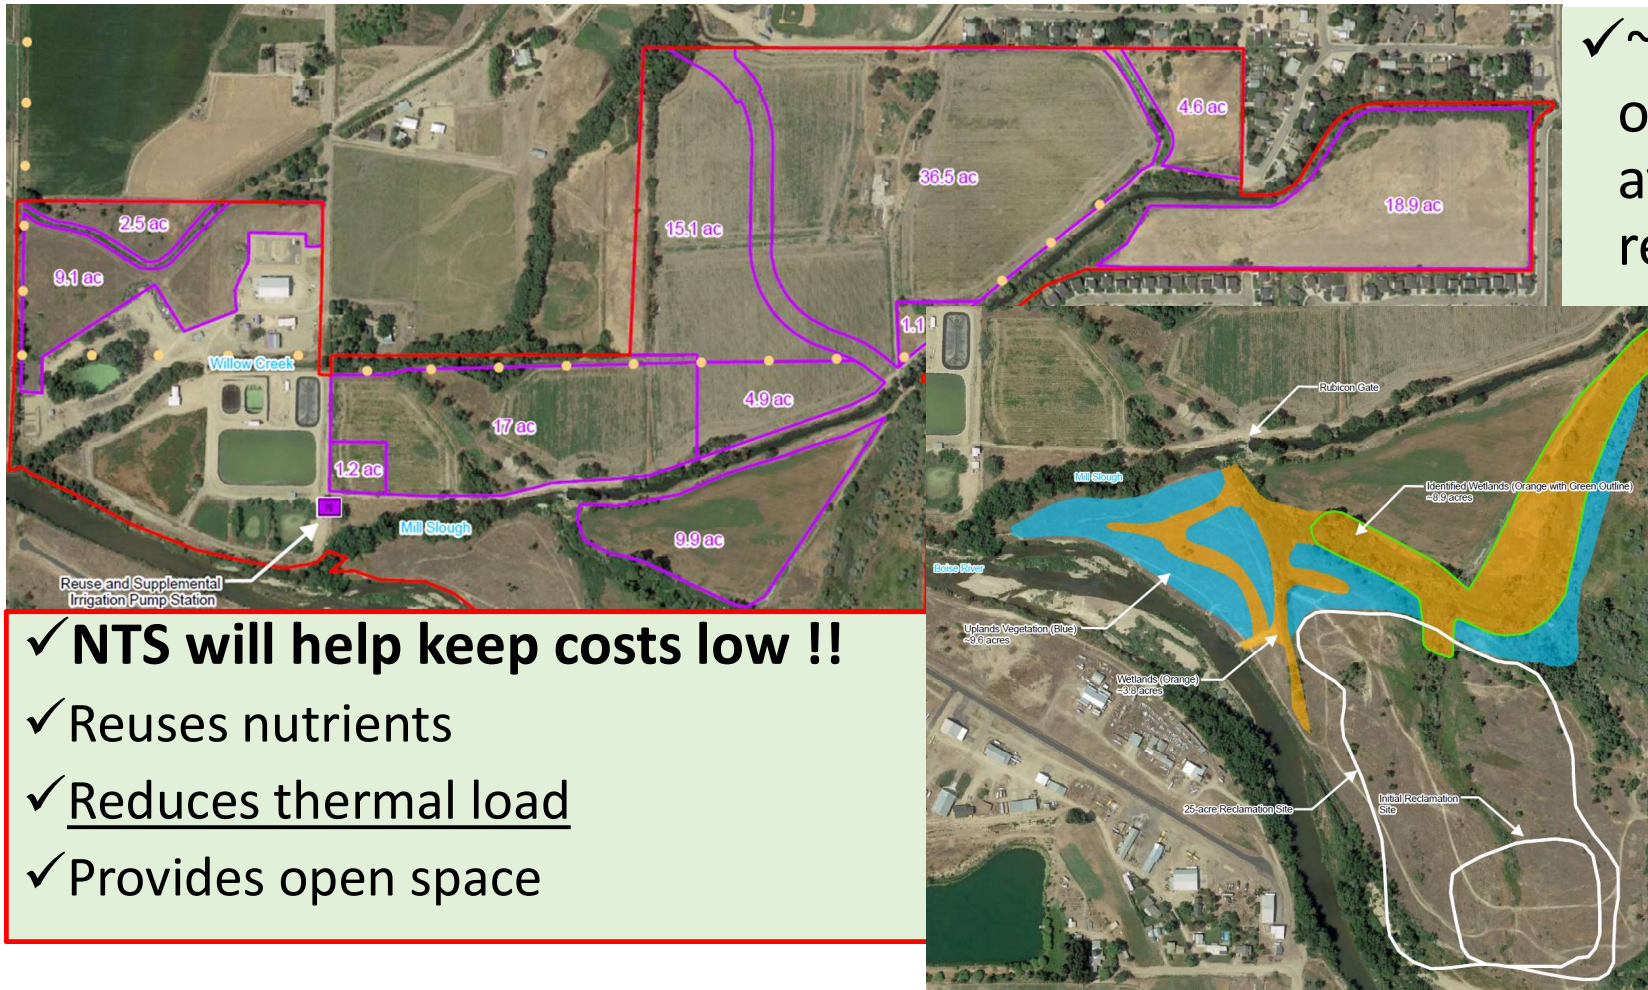 4.6 ac
36.5 ac
18.9 ac
2.5 ac
15.1 ac
9.1 ac
1.1
Willow Creek
4.9 ac
17 ac
1.2 ac
Mill Slough
9.9 ac
Reuse and Supplemental
Irrigation Pump Station
✓~
o
re
✓NTS will help keep costs low !!
✓Reuses nutrients
✓Reduces thermal load
✓Provides open space
Rubicon Gate
Mill Slough
Identified Wetlands (Orange with Green Outline)
~8.9 acres
Boise River
Uplands Vegetation (Blue)
~9.6 acres
Wetlands (Orange)
~3.8 acres
25-acre Reclamation Site
Initial Reclamation
Site